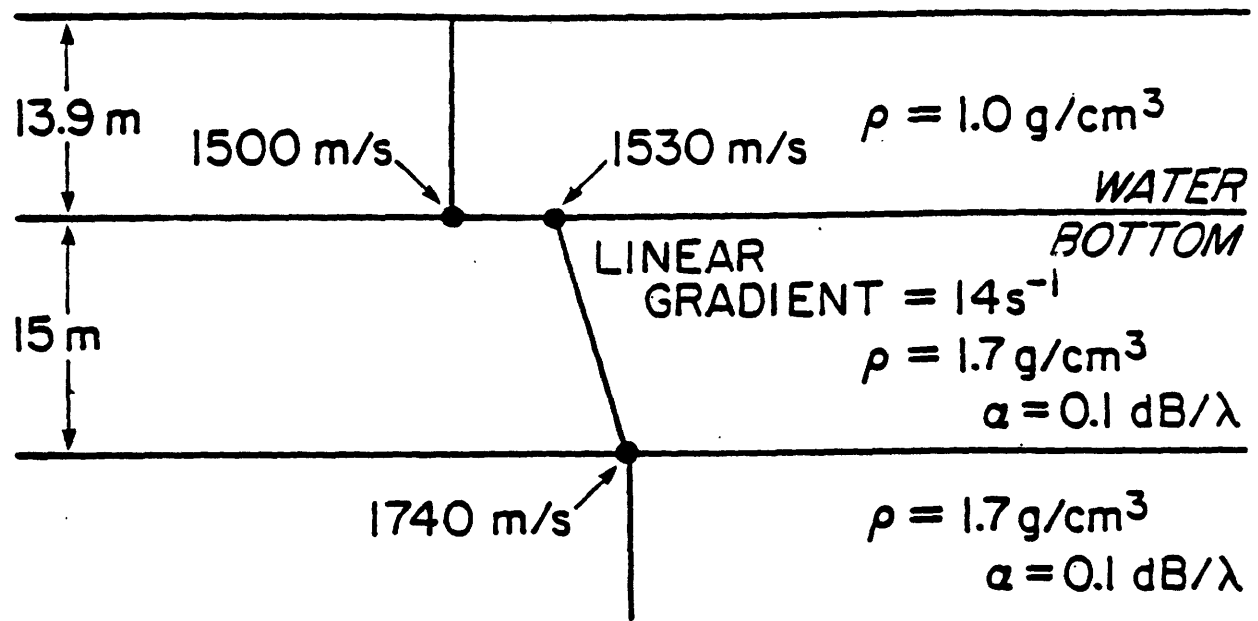 13.9 m
1500 m/s
1530 m/s
ρ = 1.0 g/cm³
WATER
BOTTOM
LINEAR
GRADIENT = 14 s⁻¹
15 m
ρ = 1.7 g/cm³
α = 0.1 dB/λ
1740 m/s
ρ = 1.7 g/cm³
α = 0.1 dB/λ